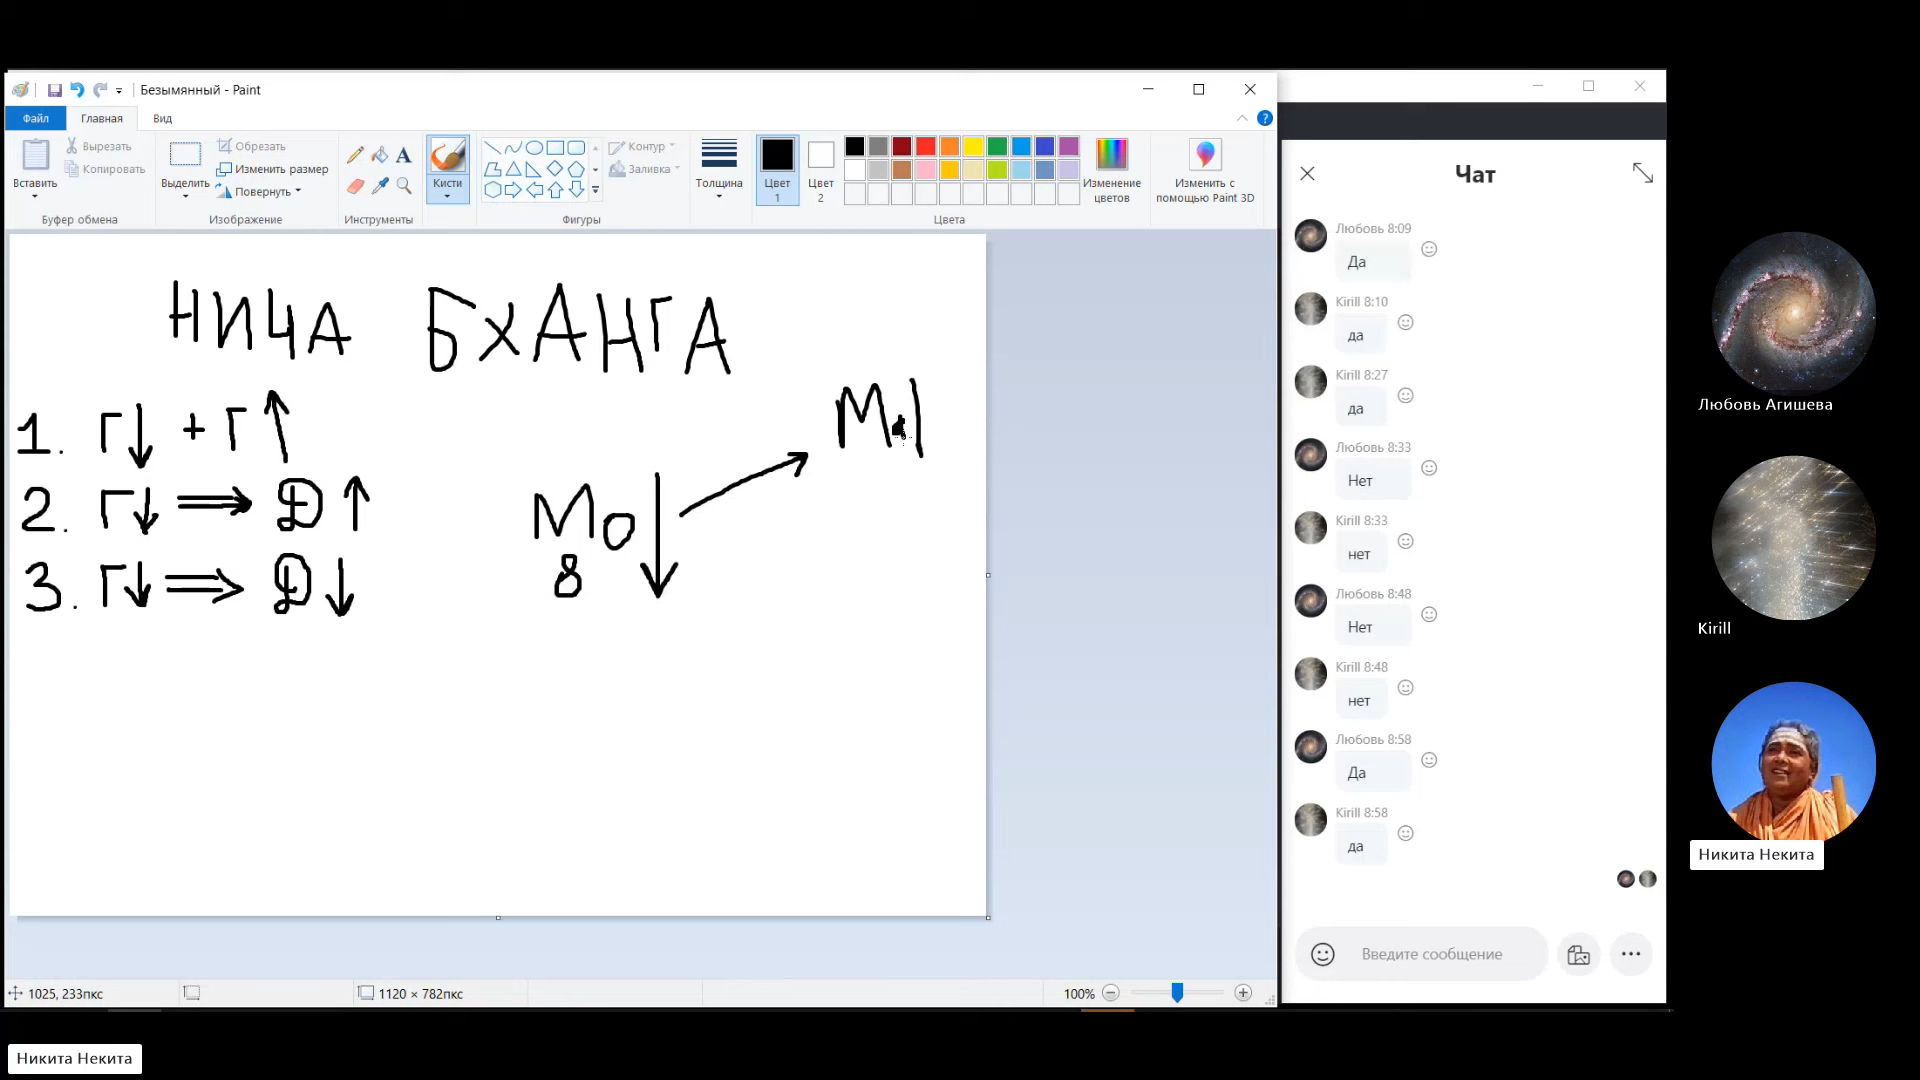 Безымянный - Paint
Файл Главная Вид
Вставить
Вырезать
Копировать
Буфер обмена
Выделить
Обрезать
Изменить размер
Повернуть
Изображение
Инструменты
Кисти
Контур
Заливка
Фигуры
Толщина
Цвет 1
Цвет 2
Изменение цветов
Цвета
Изменить с помощью Paint 3D
НИЧА БХАНГА
1. Г↓ + Г↑
2. Г↓ ⇒ Д↑
3. Г↓ ⇒ Д↓
Мо
8
1025, 233пкс
1120 × 782пкс
100%
Чат
Любовь 8:09
Да
Kirill 8:10
да
Kirill 8:27
да
Любовь 8:33
Нет
Kirill 8:33
нет
Любовь 8:48
Нет
Kirill 8:48
нет
Любовь 8:58
Да
Kirill 8:58
да
Введите сообщение
Любовь Агишева
Kirill
Никита Некита
Никита Некита